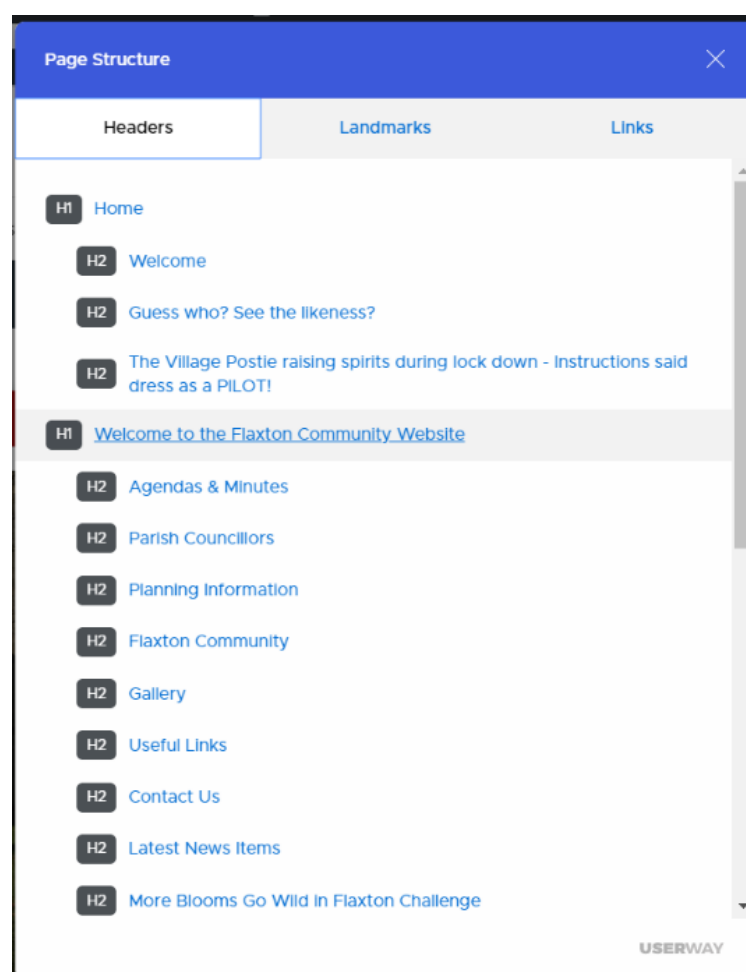 Page Structure
Headers Landmarks Links
H1 Home
H2 Welcome
H2 Guess who? See the likeness?
H2 The Village Postie raising spirits during lock down - Instructions said
dress as a PILOT!
H1 Welcome to the Flaxton Community Website
H2 Agendas & Minutes
H2 Parish Councillors
H2 Planning Information
H2 Flaxton Community
H2 Gallery
H2 Useful Links
H2 Contact Us
H2 Latest News Items
H2 More Blooms Go Wild in Flaxton Challenge
USERWAY